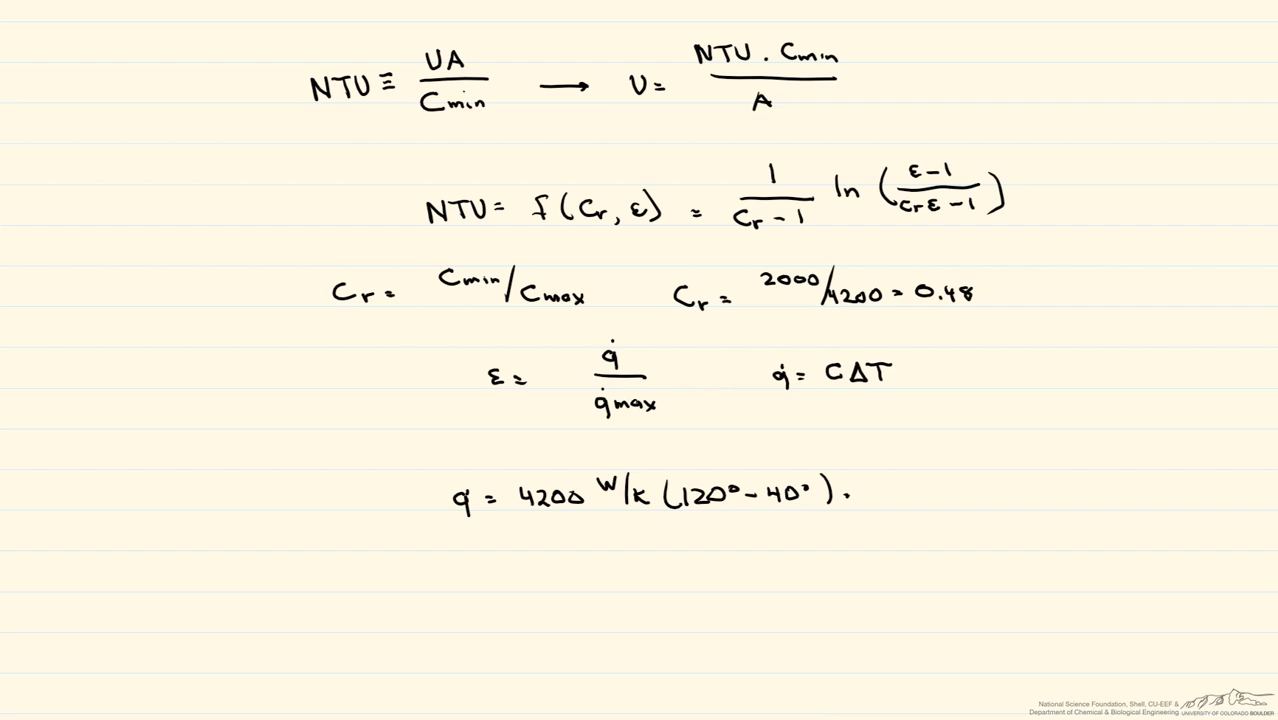 NTU ≡ UA / Cmin → U = NTU . Cmin / A
NTU = f(Cr, ε) = 1 / Cr - 1 ln (ε - 1 / Crε - 1)
Cr = Cmin/Cmax Cr = 2000/4200 = 0.48
ε = q̇ / q̇max q̇ = CΔT
q̇ = 4200 W/K (120° - 40°) .
National Science Foundation, Shell, CU-EEF &
Department of Chemical & Biological Engineering UNIVERSITY OF COLORADO BOULDER